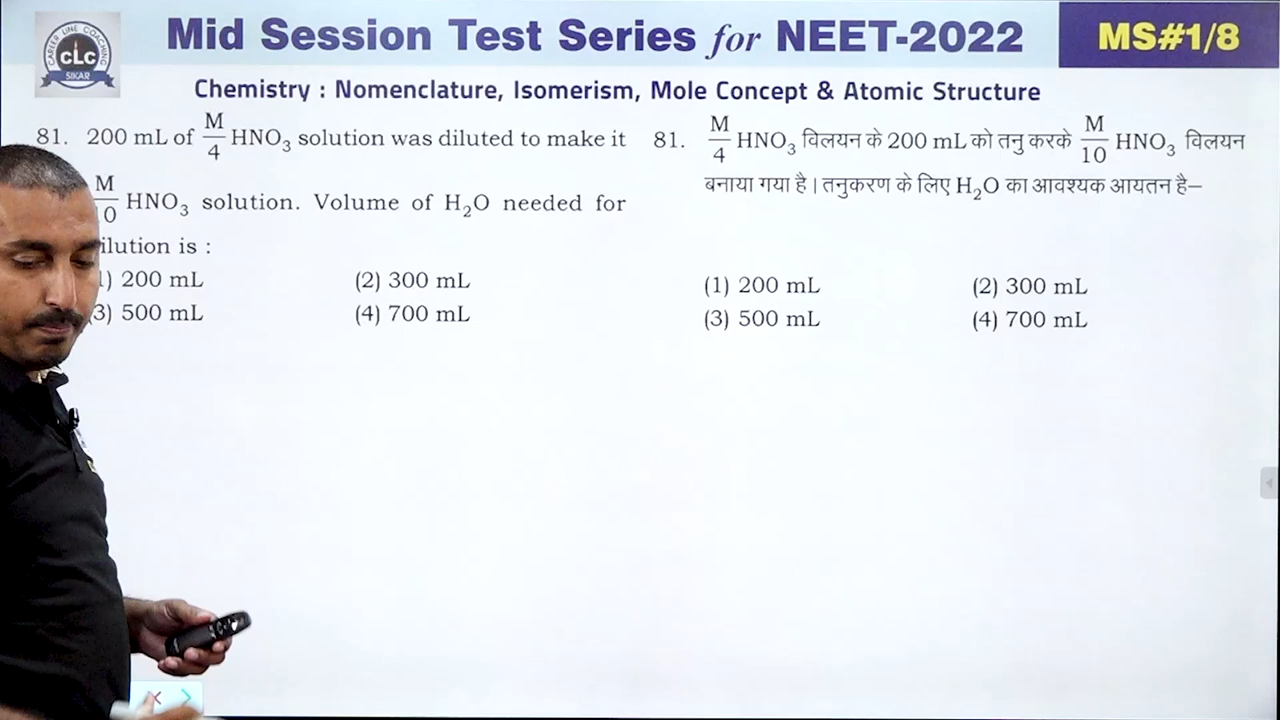 Mid Session Test Series for NEET-2022
MS#1/8
CAREER LINE COACHING
CLC
SIKAR
Chemistry : Nomenclature, Isomerism, Mole Concept & Atomic Structure
81. 200 mL of M/4 HNO₃ solution was diluted to make it
M/ 0 HNO₃ solution. Volume of H₂O needed for
ilution is :
) 200 mL (2) 300 mL
3) 500 mL (4) 700 mL
81. M/4 HNO₃ विलयन के 200 mL को तनु करके M/10 HNO₃ विलयन
बनाया गया है। तनुकरण के लिए H₂O का आवश्यक आयतन है–
(1) 200 mL (2) 300 mL
(3) 500 mL (4) 700 mL